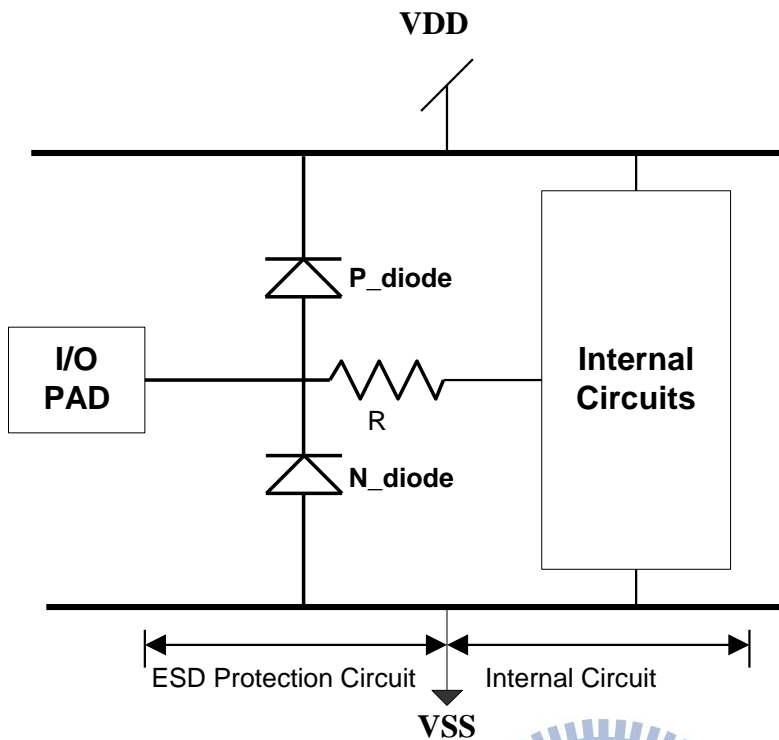 VDD
P_diode
I/O
PAD
R
Internal
Circuits
N_diode
ESD Protection Circuit
Internal Circuit
VSS